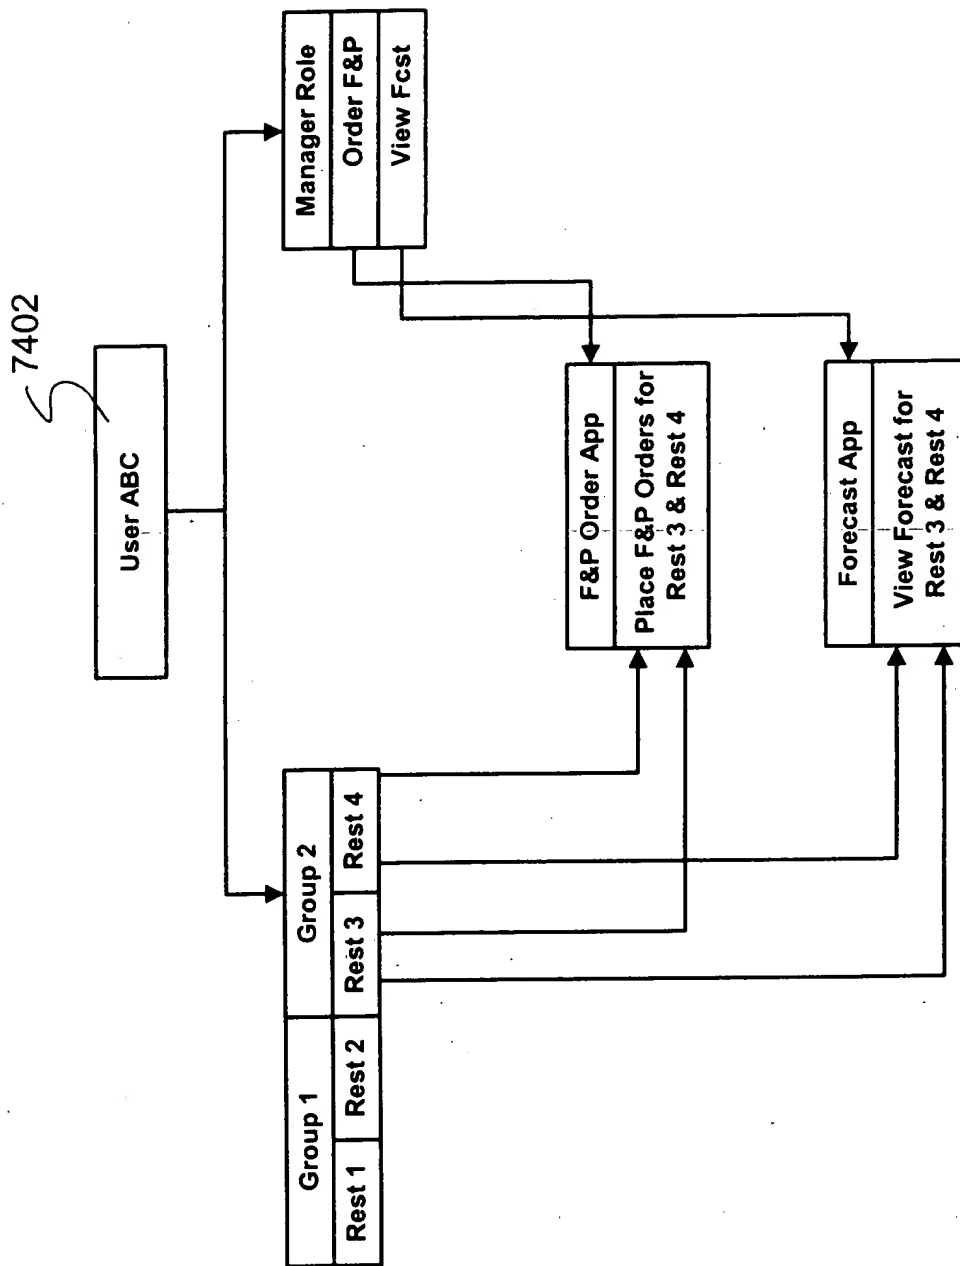 7402
User ABC
Group 1
Group 2
Rest 1
Rest 2
Rest 3
Rest 4
Manager Role
Order F&P
View Fcst
F&P Order App
Place F&P Orders for
Rest 3 & Rest 4
Forecast App
View Forecast for
Rest 3 & Rest 4